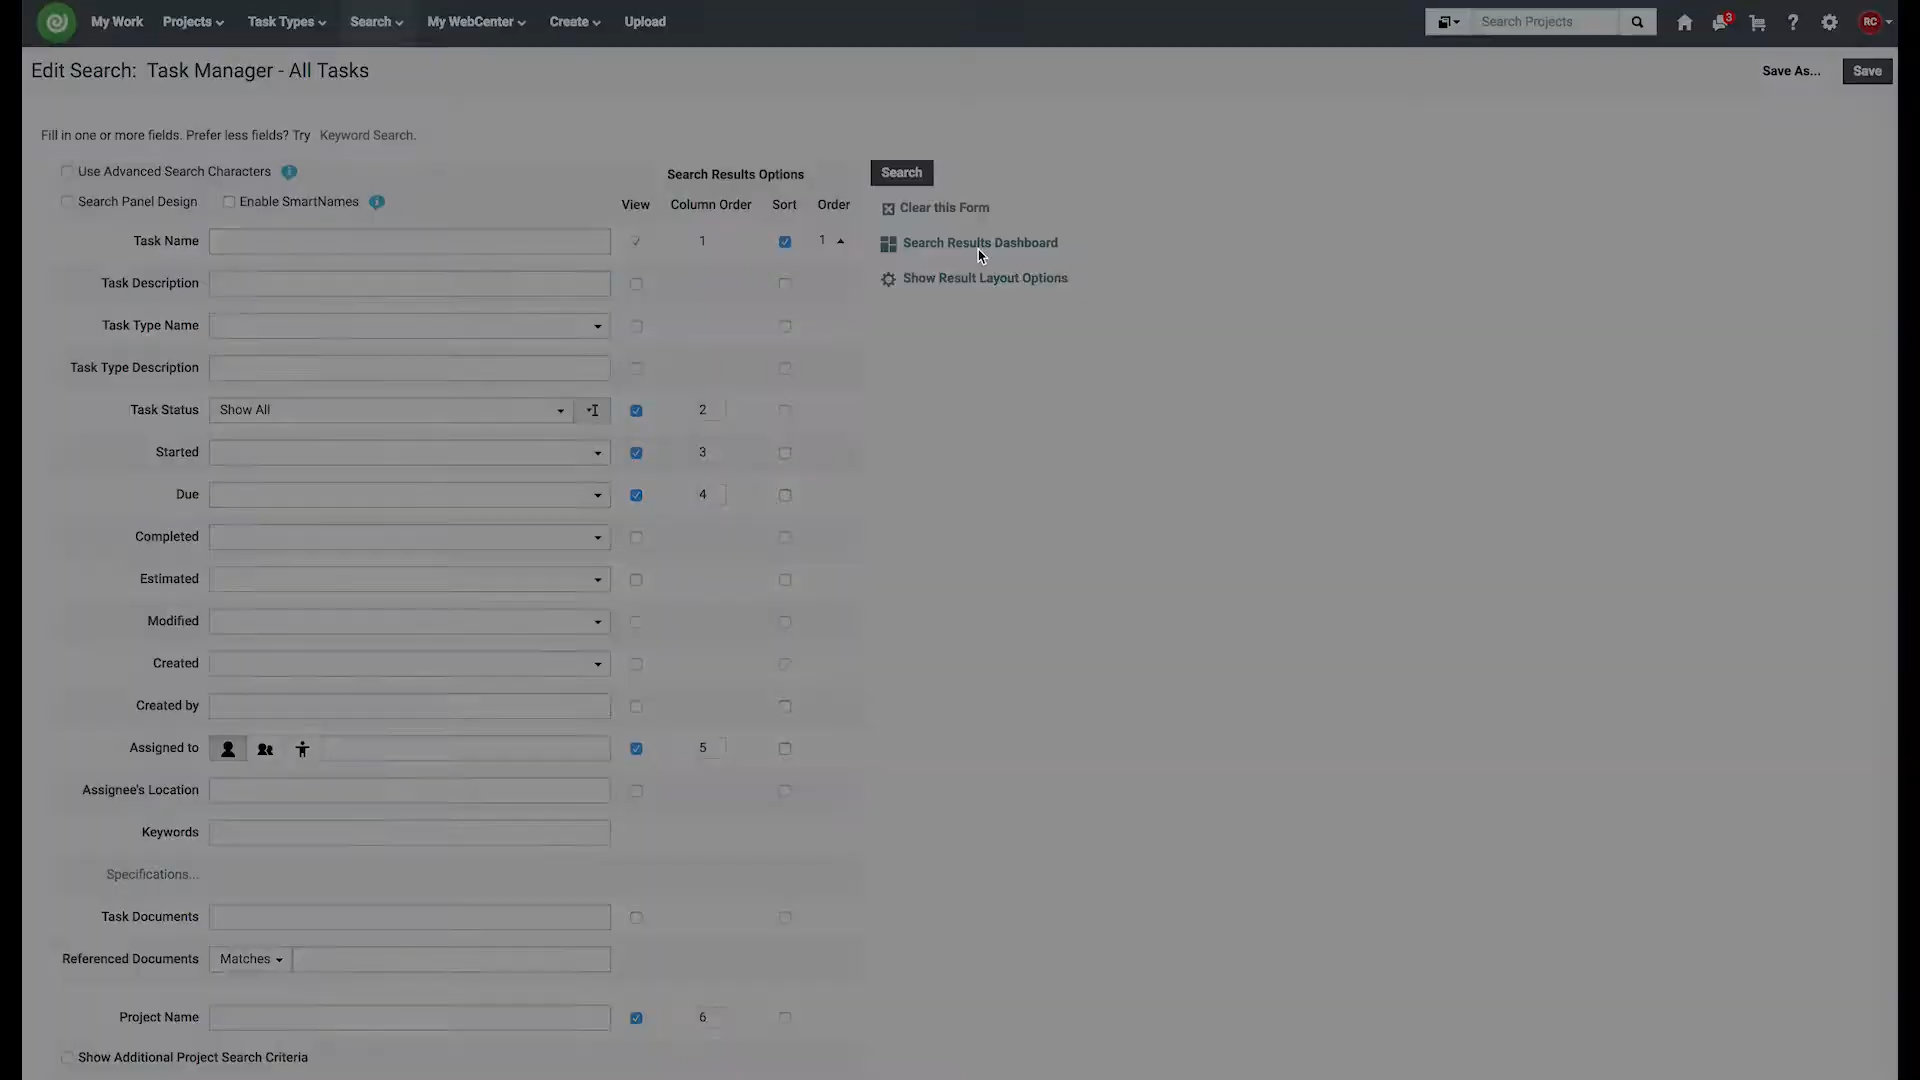 My Work Projects Task Types Search My WebCenter Create Upload Search Projects 3 ? RC
Edit Search: Task Manager - All Tasks Save As... Save
Fill in one or more fields. Prefer less fields? Try Keyword Search.
Use Advanced Search Characters i Search Results Options Search
Search Panel Design Enable SmartNames i View Column Order Sort Order Clear this Form
Task Name 1 1 Search Results Dashboard
Task Description Show Result Layout Options
Task Type Name
Task Type Description
Task Status Show All 2
Started 3
Due 4
Completed
Estimated
Modified
Created
Created by
Assigned to 5
Assignee's Location
Keywords
Specifications...
Task Documents
Referenced Documents Matches
Project Name 6
Show Additional Project Search Criteria